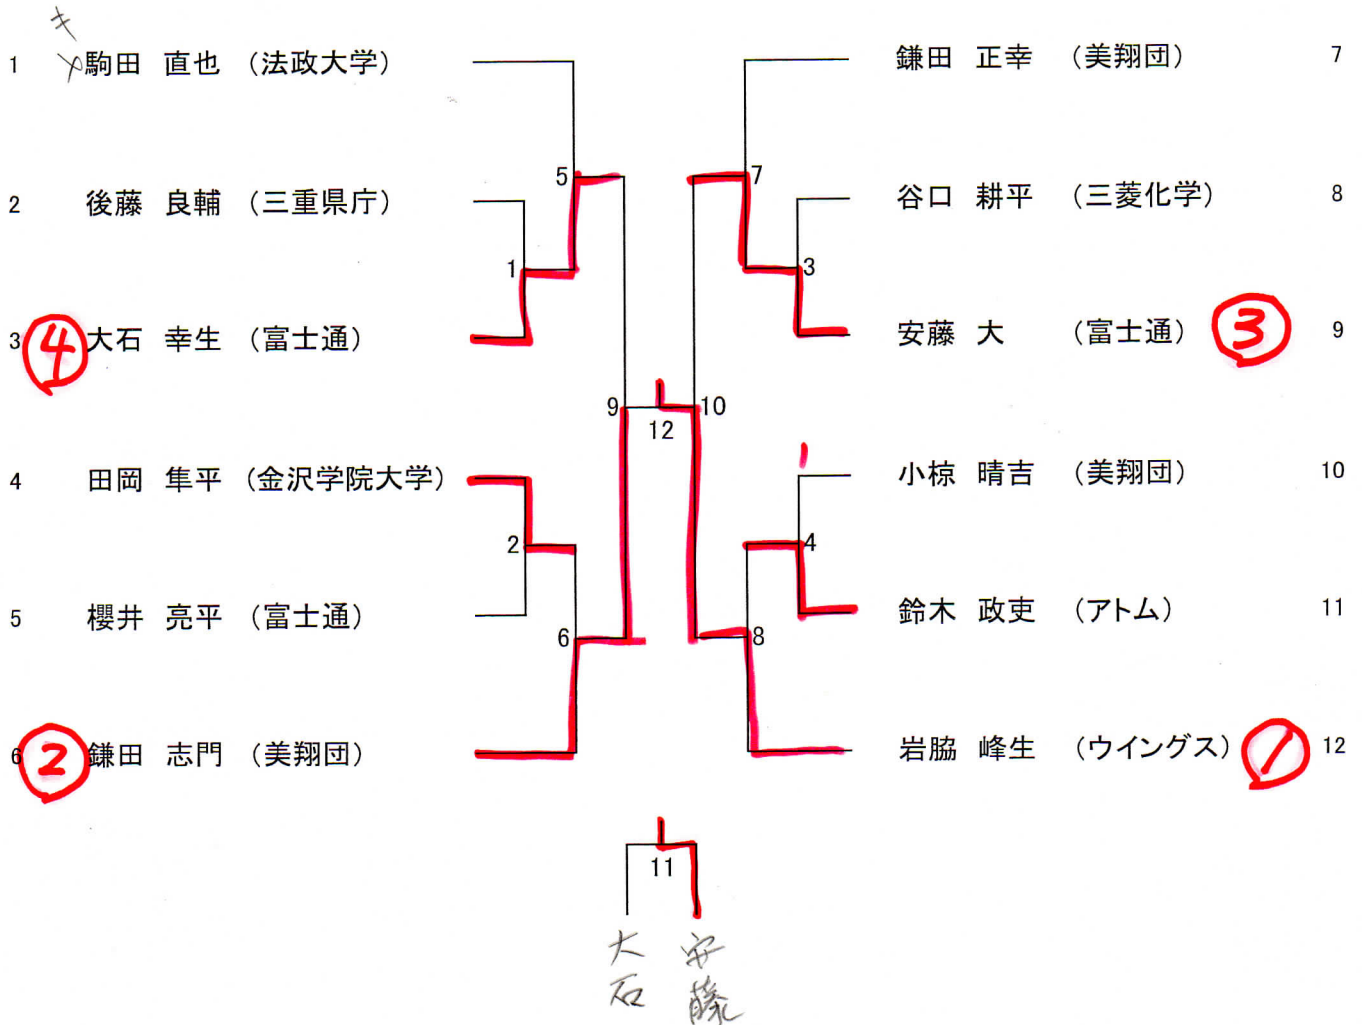 キ
メ
1 駒田 直也 (法政大学)
2 後藤 良輔 (三重県庁)
3 ④ 大石 幸生 (富士通)
4 田岡 隼平 (金沢学院大学)
5 櫻井 亮平 (富士通)
6 ② 鎌田 志門 (美翔団)
鎌田 正幸 (美翔団) 7
谷口 耕平 (三菱化学) 8
安藤 大 (富士通) ③ 9
小椋 晴吉 (美翔団) 10
鈴木 政吏 (アトム) 11
岩脇 峰生 (ウイングス) ① 12
5
7
1
3
9
10
12
2
4
6
8
11
大石
安藤